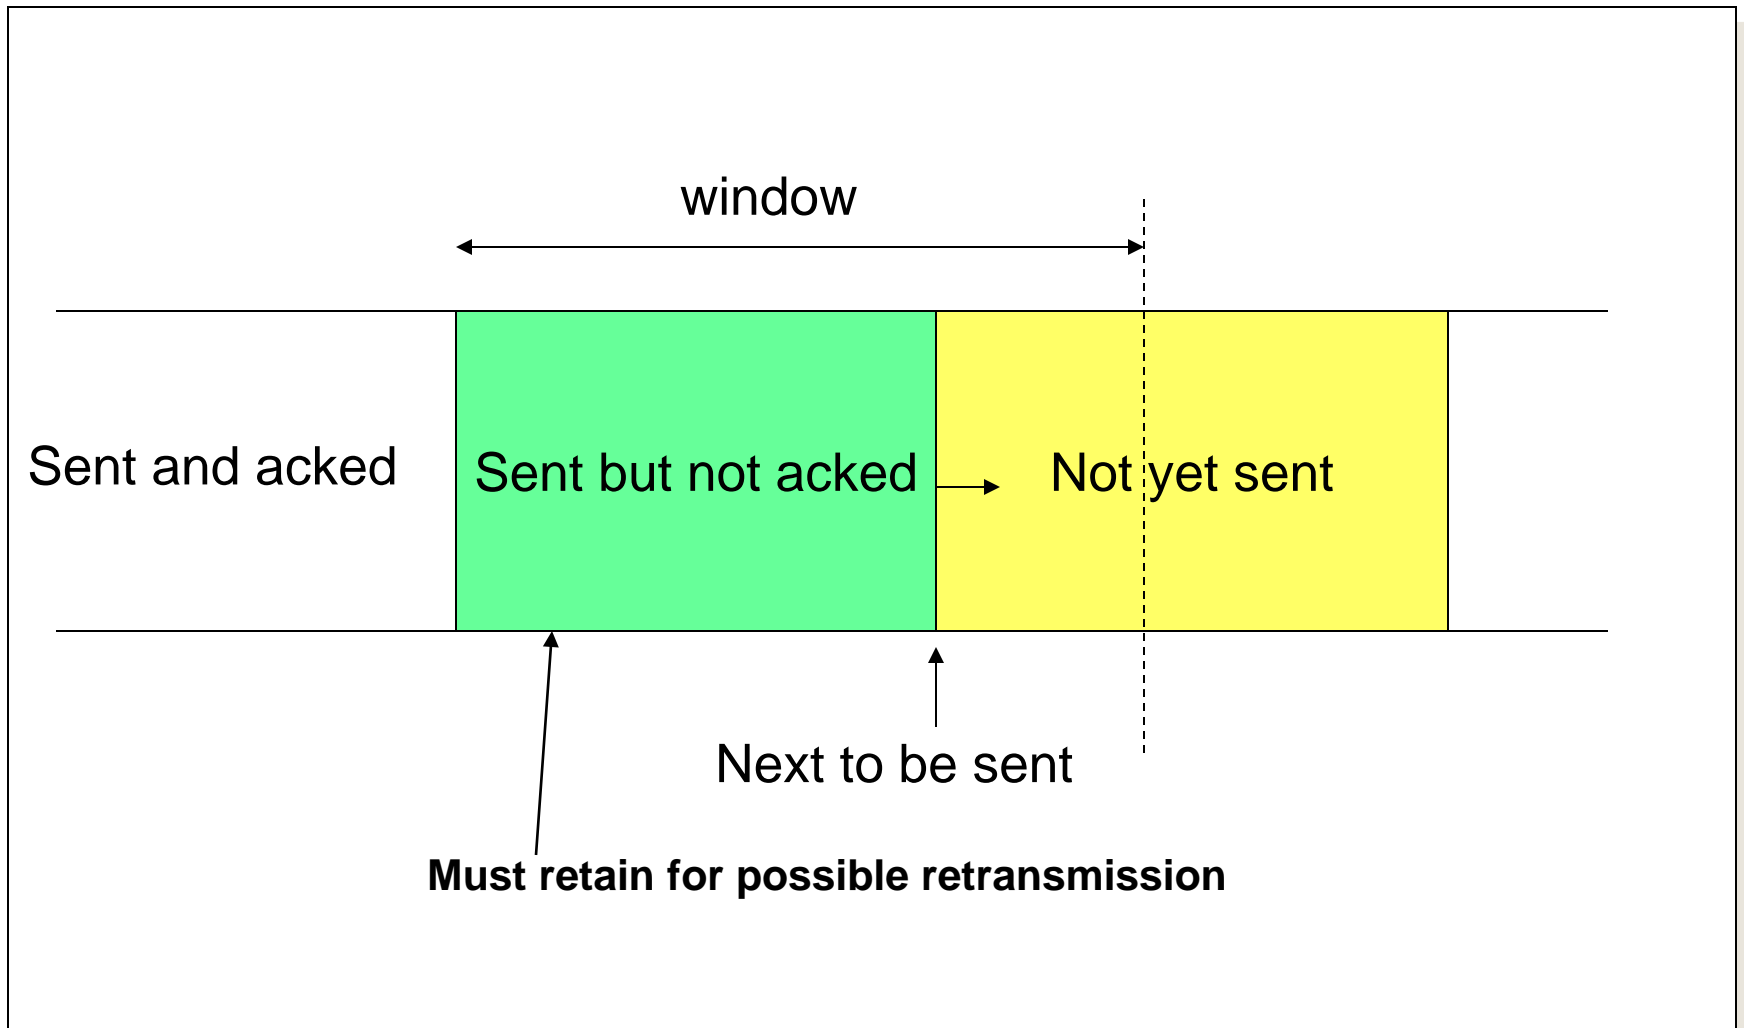 window
Sent and acked
Sent but not acked
Not yet sent
Next to be sent
Must retain for possible retransmission